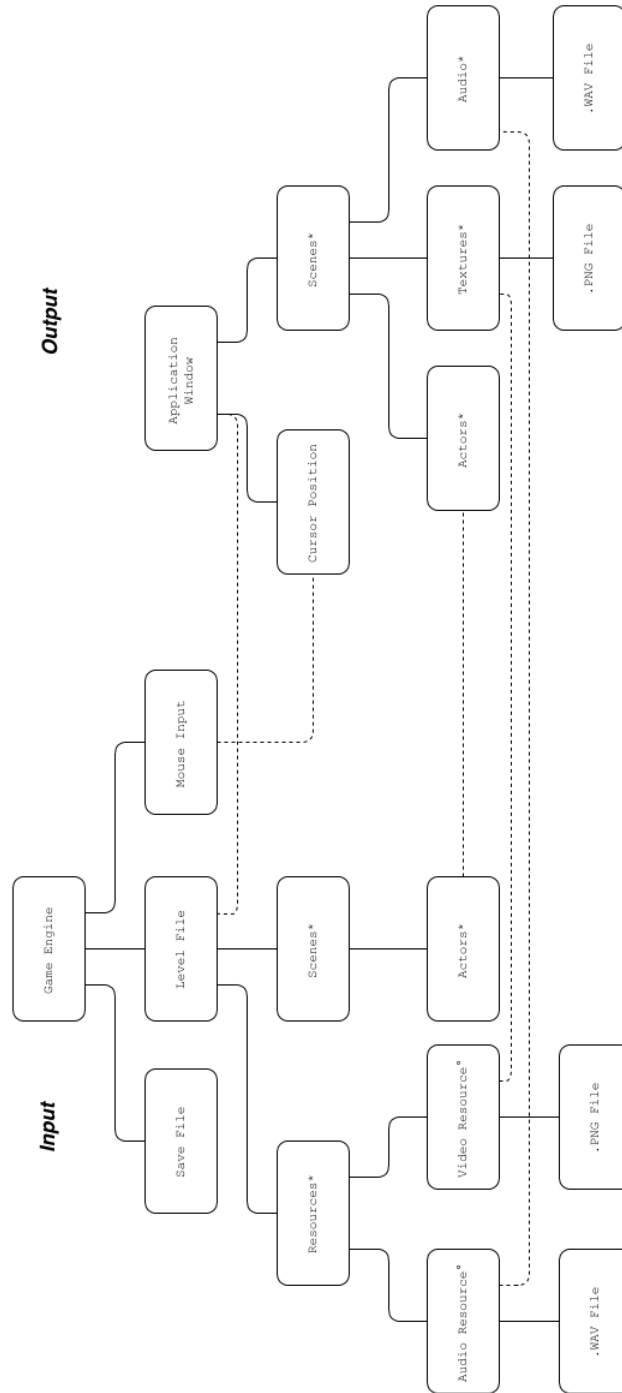 Input
Output
Game Engine
Save File
Level File
Mouse Input
Application
Window
Resources*
Scenes*
Cursor Position
Scenes*
Audio Resource°
Video Resource°
Actors*
Actors*
Textures*
Audio*
.WAV File
.PNG File
.PNG File
.WAV File